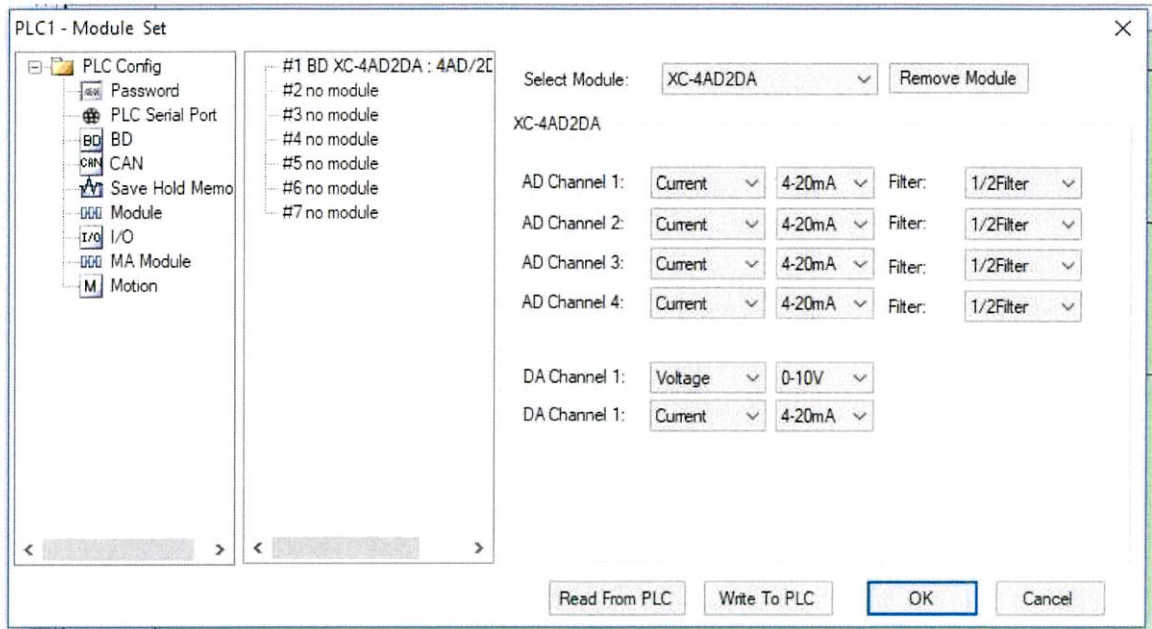 PLC1 - Module Set
PLC Config
Password
PLC Serial Port
BD BD
CAN CAN
Save Hold Memo
Module
I/O I/O
MA Module
M Motion
#1 BD XC-4AD2DA : 4AD/2D
#2 no module
#3 no module
#4 no module
#5 no module
#6 no module
#7 no module
Select Module: XC-4AD2DA Remove Module
XC-4AD2DA
AD Channel 1: Current 4-20mA Filter: 1/2Filter
AD Channel 2: Current 4-20mA Filter: 1/2Filter
AD Channel 3: Current 4-20mA Filter: 1/2Filter
AD Channel 4: Current 4-20mA Filter: 1/2Filter
DA Channel 1: Voltage 0-10V
DA Channel 1: Current 4-20mA
Read From PLC Write To PLC OK Cancel